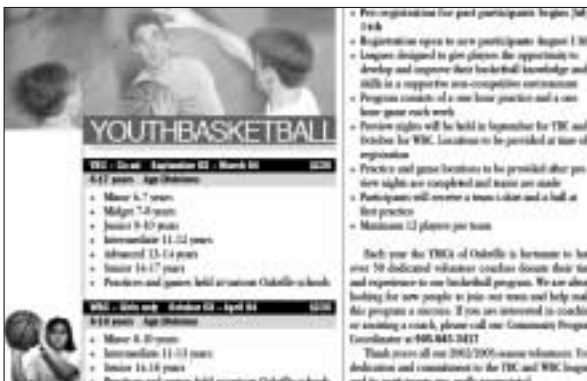 YOUTHBASKETBALL
YBC - Co-ed September 03 - March 04
6-17 years Age Divisions
• Minor 6-7 years
• Midget 7-8 years
• Junior 9-10 years
• Intermediate 11-12 years
• Advanced 13-14 years
• Senior 14-17 years
• Practices and games held at various Oakville schools
WBC - Girls only October 03 - April 04
8-18 years Age Divisions
• Minor 8-10 years
• Intermediate 11-13 years
• Senior 14-18 years
• Pre-registration for past participants begins July
14th
• Registration open to new participants August
• Leagues designed to give players the opportunity to
develop and improve their basketball knowledge and
skills in a supportive non-competitive environment
• Program consists of a one hour practice and a one
hour game each week
• Preview nights will be held in September for YBC and
October for WBC. Locations to be provided at time of
registration
• Practice and game locations to be provided after pre
view nights are completed and teams are made
• Participants will receive a team t-shirt and a ball at
first practice
• Maximum 12 players per team
Each year the YMCA of Oakville is fortunate to
over 50 dedicated volunteer coaches donate their
and experience to our basketball program. We are
looking for new people to join our team and help
this program a success. If you are interested in
or assisting a coach, please call our Community
Coordinator at
Thank you to all our 2002/2003 season volunteers.
dedication and commitment to the YBC and WBC